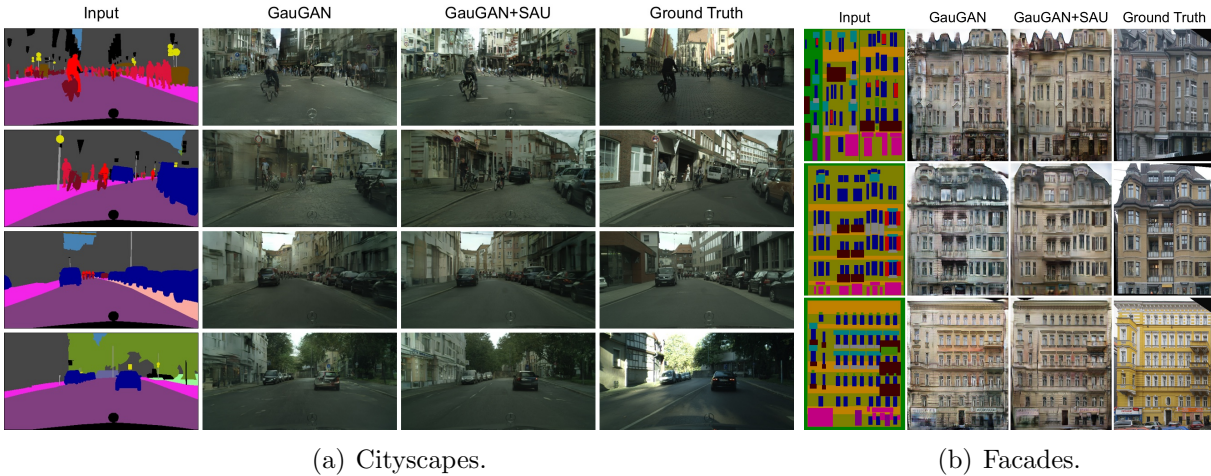 Input GauGAN GauGAN+SAU Ground Truth
Input GauGAN GauGAN+SAU Ground Truth
(a) Cityscapes.
(b) Facades.